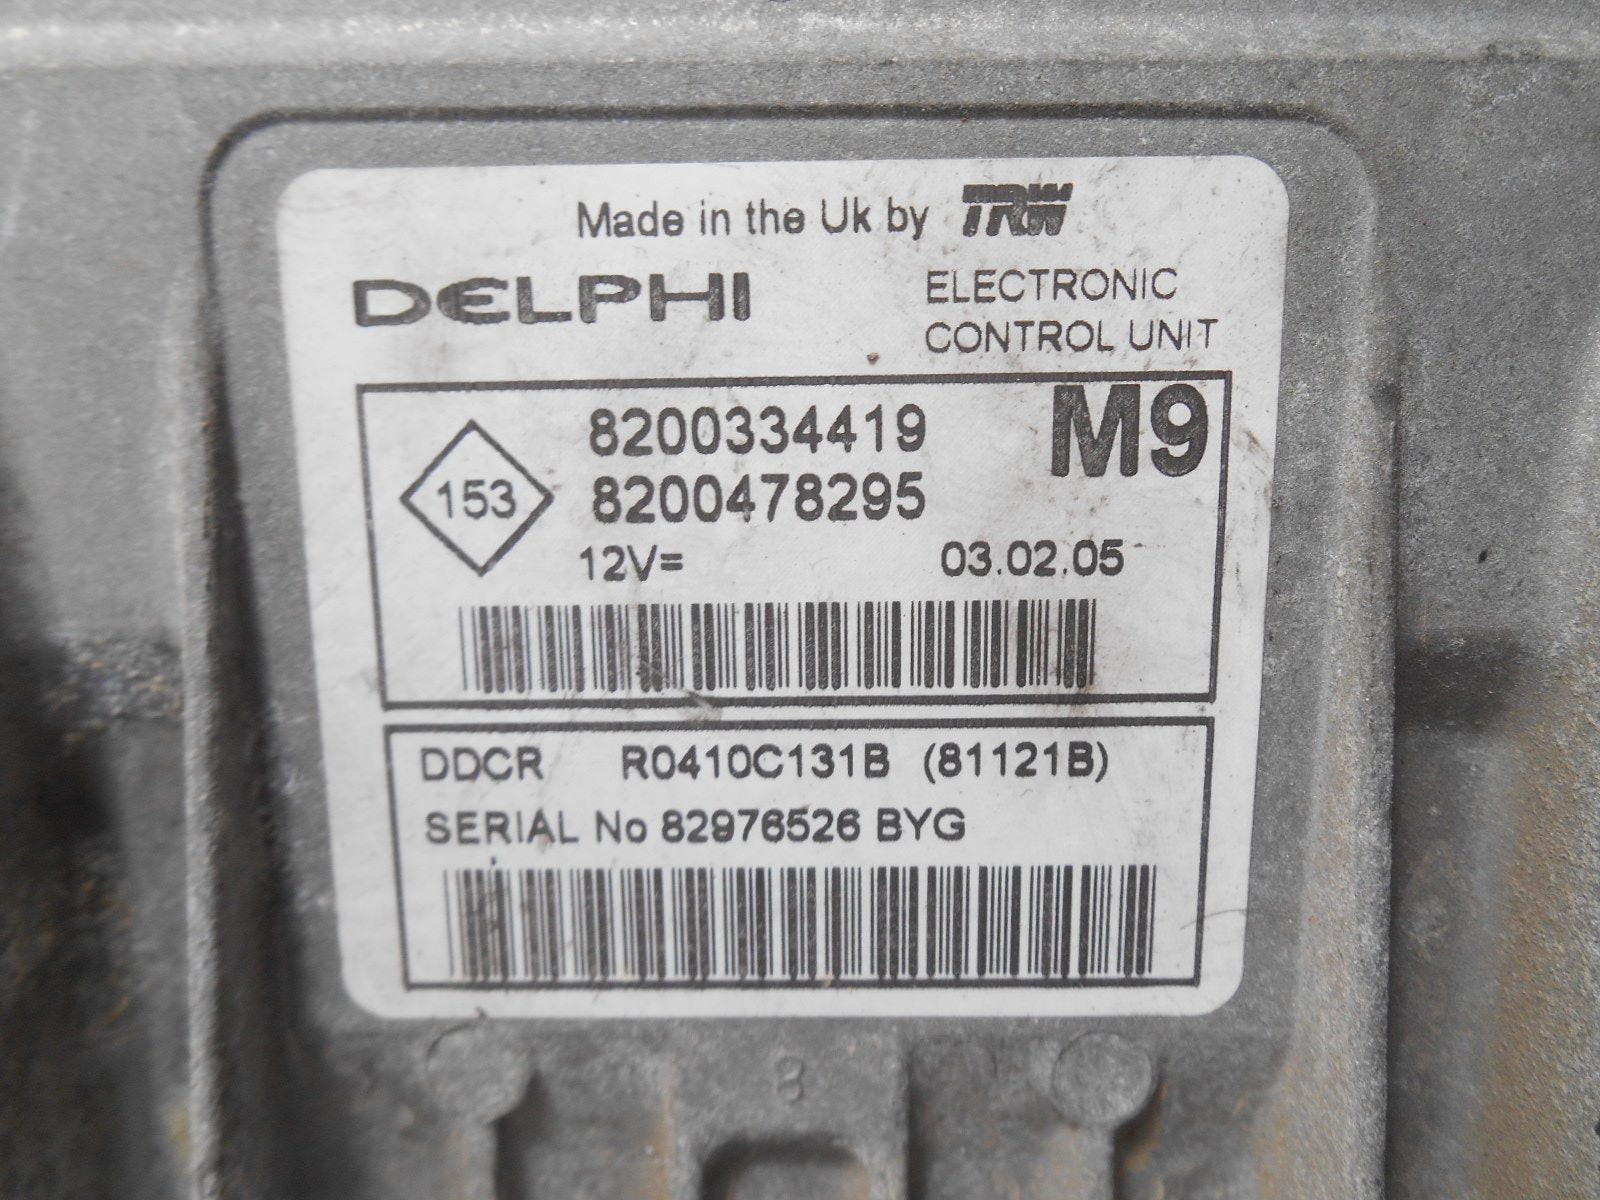 Made in the Uk by TRW
DELPHI
ELECTRONIC
CONTROL UNIT
M9
8200334419
153
8200478295
12V= 03.02.05
DDCR R0410C131B (81121B)
SERIAL No 82976526 BYG
8